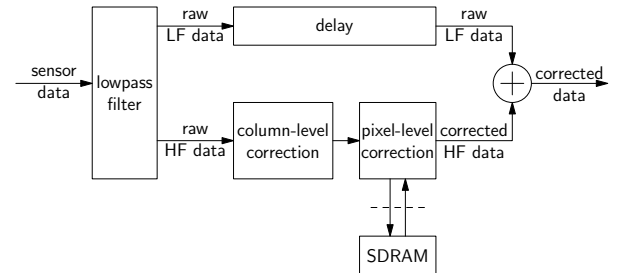 raw
LF data
delay
raw
LF data
sensor
data
lowpass
filter
corrected
data
raw
HF data
column-level
correction
pixel-level
correction
corrected
HF data
SDRAM